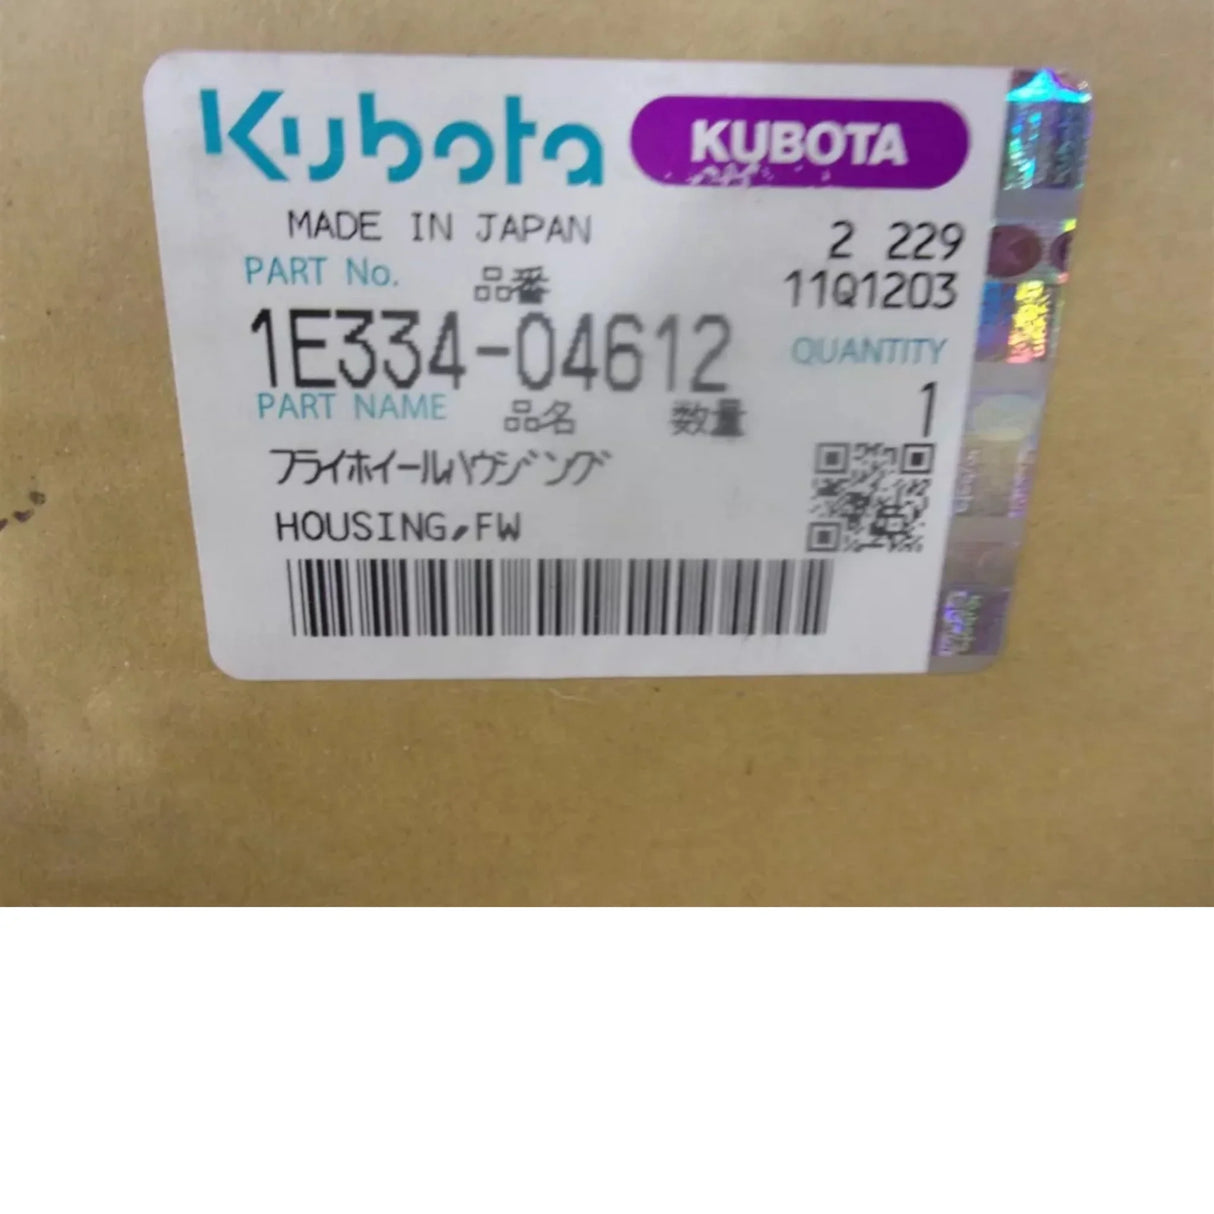 Kubota KUBOTA
MADE IN JAPAN
2 229
PART No. 品番
11Q1203
1E334-04612
QUANTITY
PART NAME 品名 数量
1
フライホイールハウジング
HOUSING,FW